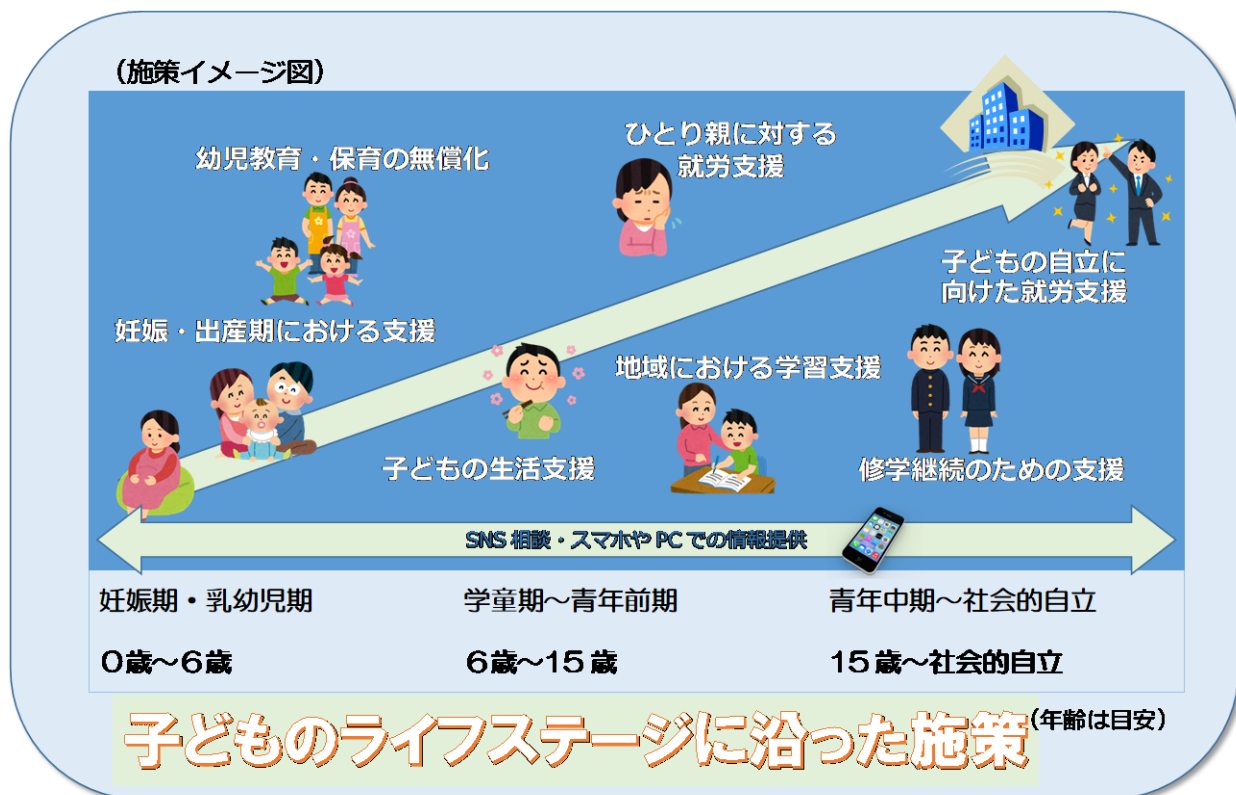 （施策イメージ図）
幼児教育・保育の無償化
ひとり親に対する
就労支援
子どもの自立に
向けた就労支援
妊娠・出産期における支援
地域における学習支援
子どもの生活支援
修学継続のための支援
SNS 相談・スマホや PC での情報提供
妊娠期・乳幼児期
学童期～青年前期
青年中期～社会的自立
０歳～６歳
６歳～１５歳
１５歳～社会的自立
（年齢は目安）
子どものライフステージに沿った施策